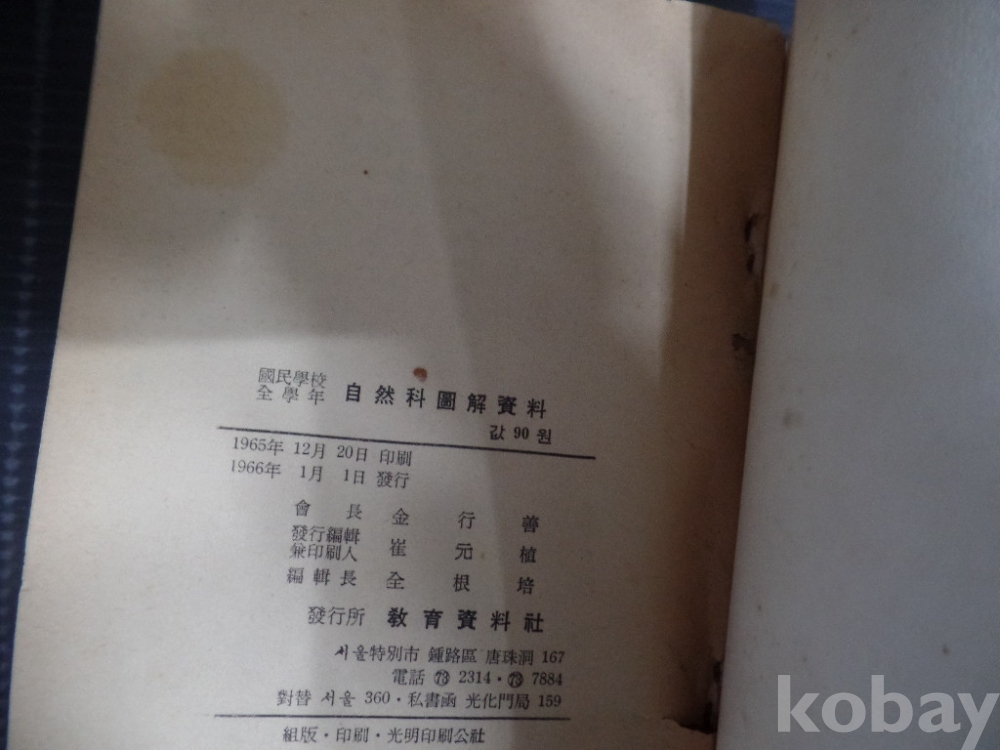 國民學校
全學年 自然科圖解資料
값 90 원
1965年 12月 20日 印刷
1966年 1月 1日 發行
會長 金行善
發行編輯
兼印刷人 崔元植
編輯長 全根培
發行所 敎育資料社
서울特別市 鍾路區 唐珠洞 167
電話 73 2314 · 73 7884
對替 서울 360 · 私書函 光化門局 159
組版 · 印刷 · 光明印刷公社
kobay